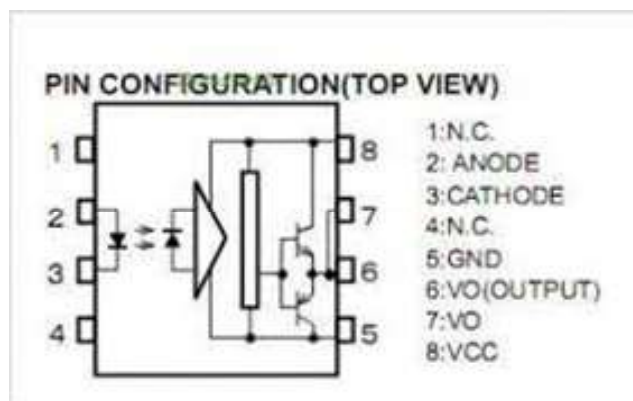 PIN CONFIGURATION(TOP VIEW)
1
2
3
4
8
7
6
5
1:N.C.
2: ANODE
3:CATHODE
4:N.C.
5:GND
6:VO(OUTPUT)
7:VO
8:VCC